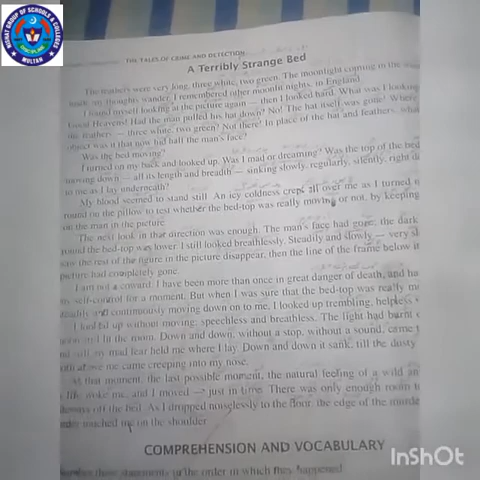 NISHAT GROUP OF SCHOOLS & COLLEGES
MULTAN
THE TALES OF CRIME AND DETECTION
A Terribly Strange Bed
The feathers were very long, three white, two green. The moonlight coming in the
made my thoughts wander. I remembered other moonlit nights, in England.
I found myself looking at the picture again — then I looked hard. What was I looking
Good Heavens! Had the man pulled his hat down? No! The hat itself was gone! Where
the feathers — three white, two green? Not there! In place of the hat and feathers, what
object was it that now hid half the man's face?
Was the bed moving?
I turned on my back and looked up. Was I mad or dreaming? Was the top of the bed
moving down, — all its length and breadth — sinking slowly, regularly, silently, right
to me as I lay underneath?
My blood seemed to stand still. An icy coldness crept all over me as I turned
round on the pillow to test whether the bed-top was really moving or not, by keeping
on the man in the picture
The next look in that direction was enough. The man's face had gone; the dark
round the bed-top was lower. I still looked breathlessly. Steadily and slowly — very
saw the rest of the figure in the picture disappear, then the line of the frame below it
picture had completely gone.
I am not a coward. I have been more than once in great danger of death, and
my self-control for a moment. But when I was sure that the bed-top was really
steadily and continuously moving down on to me, I looked up trembling, helpless
I looked up without moving; speechless and breathless. The light had burnt
in the room. Down and down, without a stop, without a sound, came
and still my mad fear held me where I lay. Down and down it sank, till the dusty
me came creeping into my nose.
At that moment, the last possible moment, the natural feeling of a wild
life woke me, and I moved — just in time. There was only enough room
off the bed. As I dropped noiselessly to the floor, the edge of the
touched me on the shoulder
COMPREHENSION AND VOCABULARY
these statements in the order in which they happened
InShOt